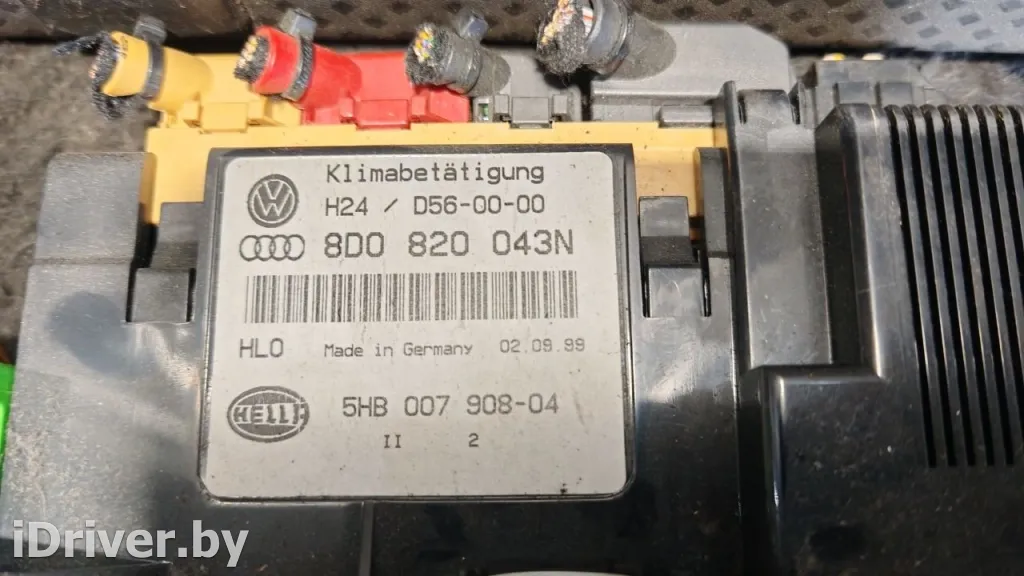 Klimabetätigung
H24 / D56-00-00
8D0 820 043N
HLO Made in Germany 02.09.99
HELLA 5HB 007 908-04
II 2
iDriver.by